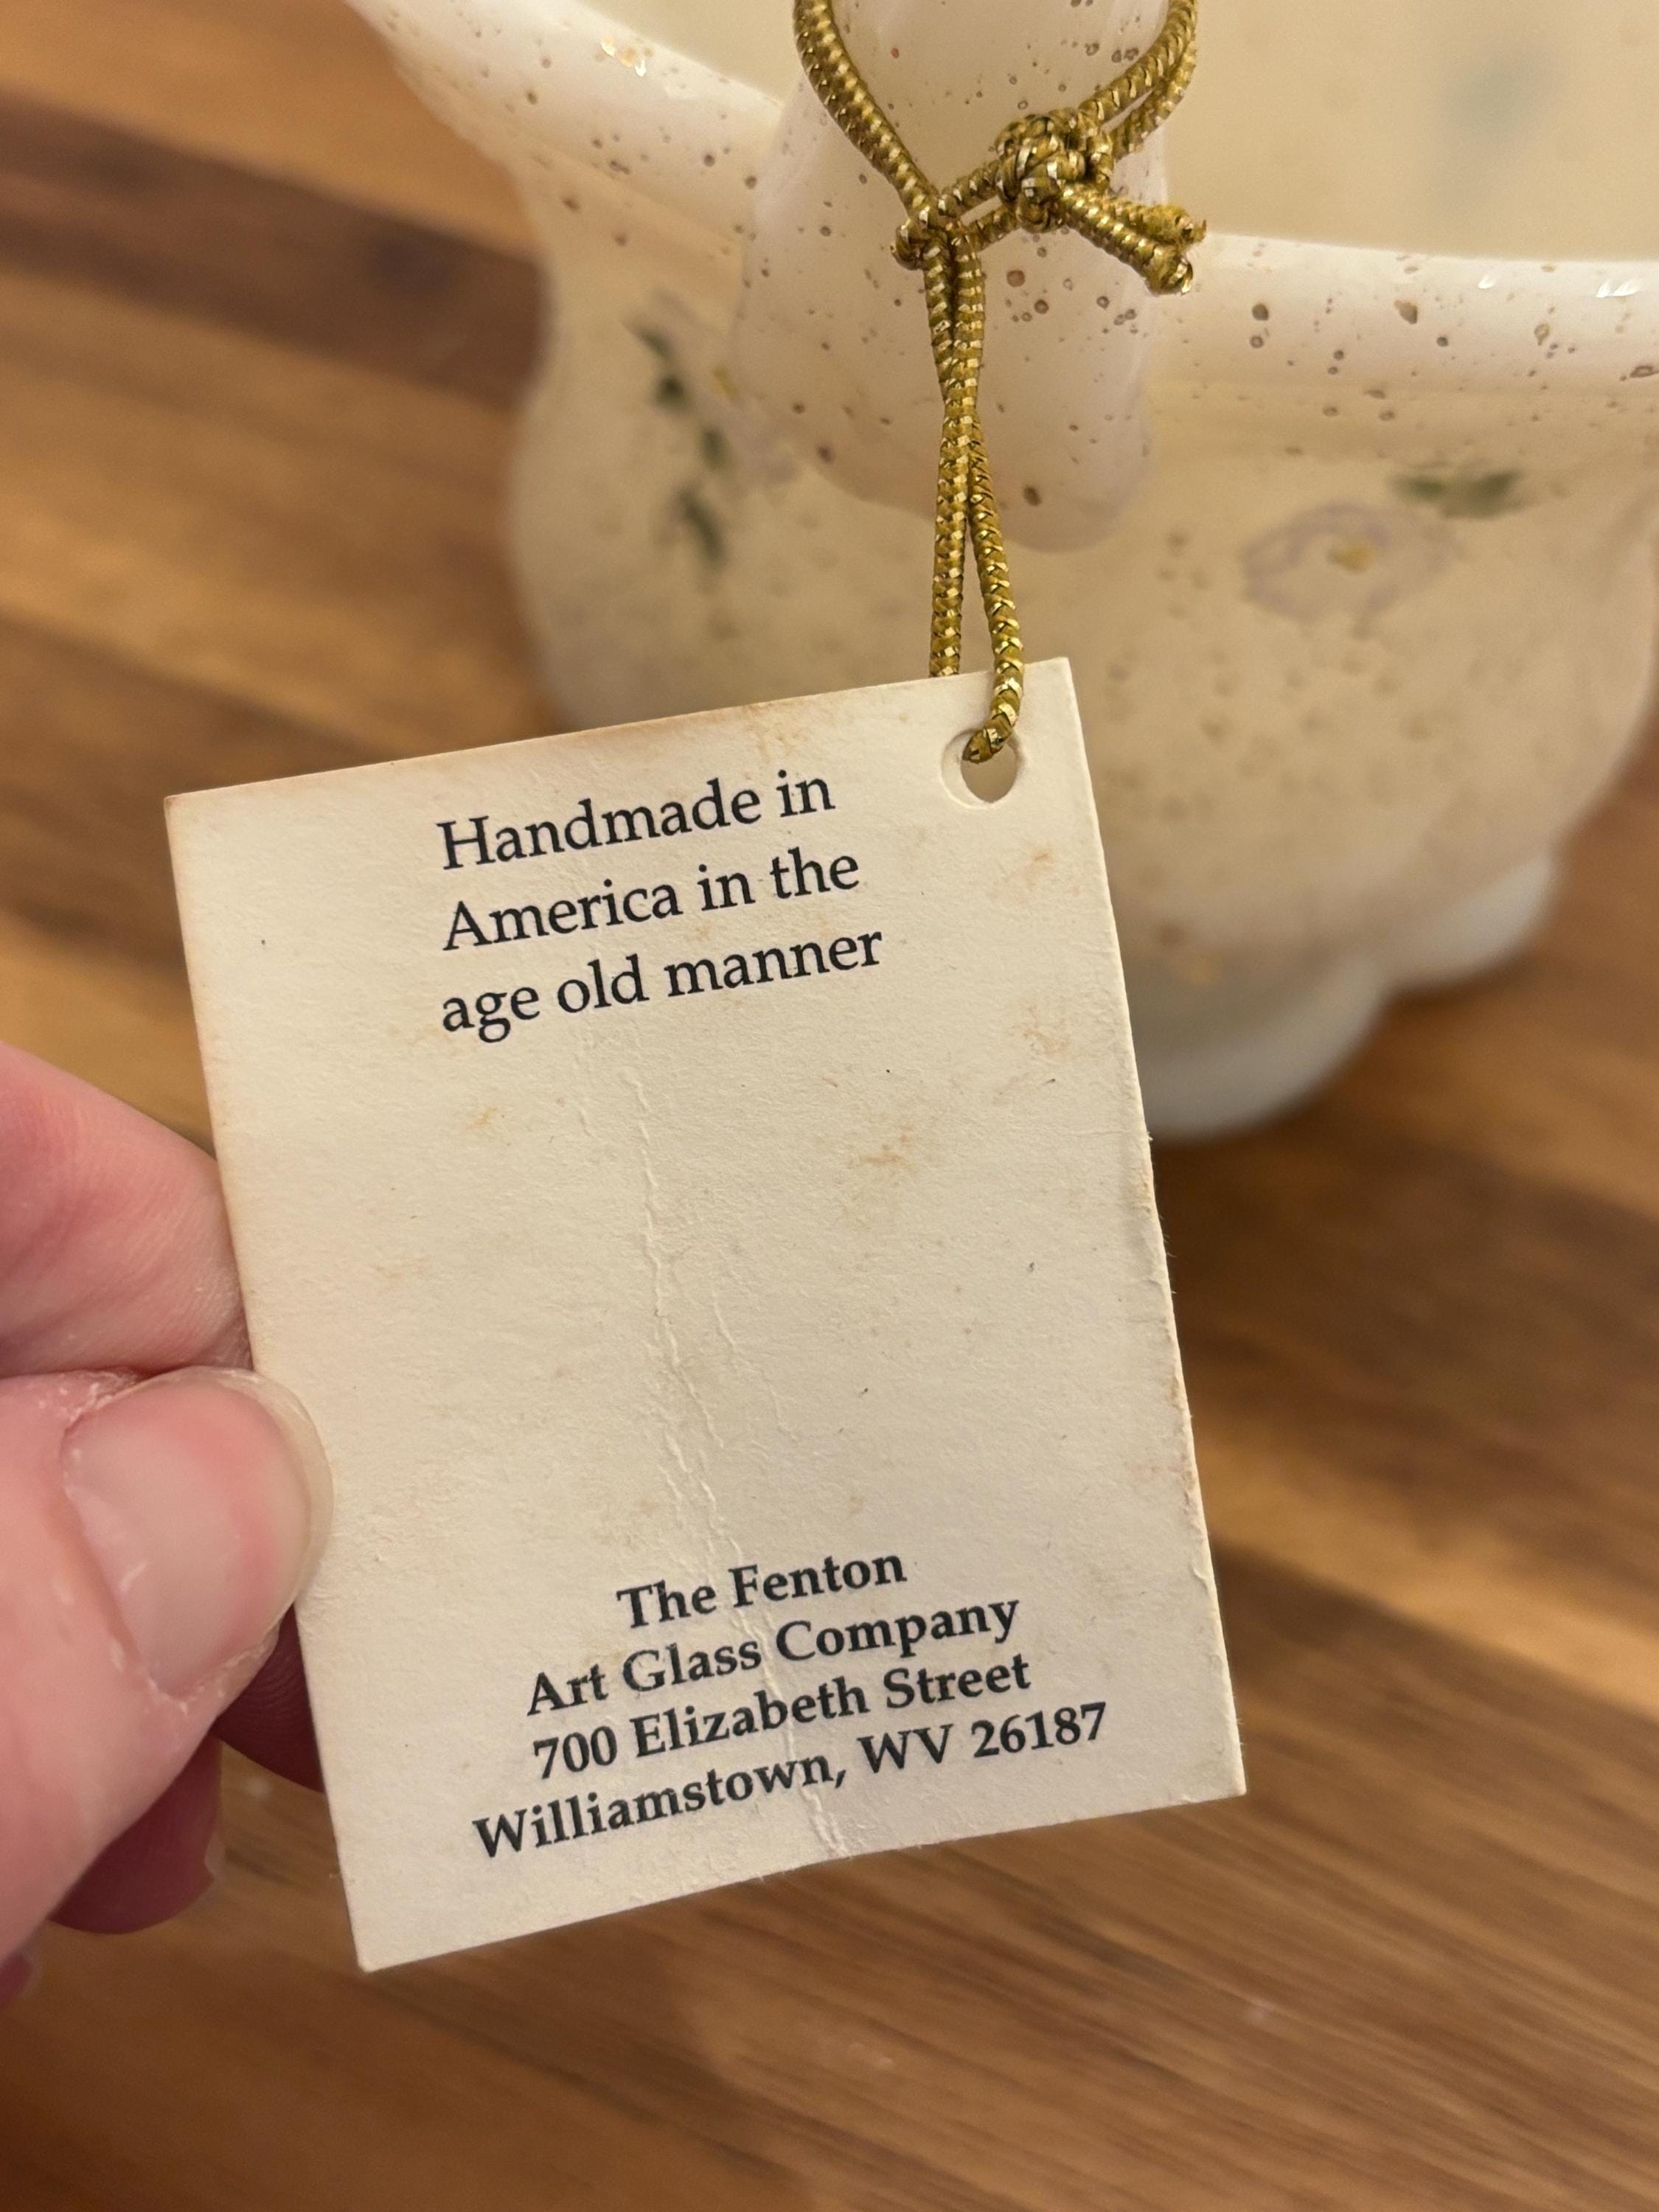 Handmade in
America in the
age old manner
The Fenton
Art Glass Company
700 Elizabeth Street
Williamstown, WV 26187